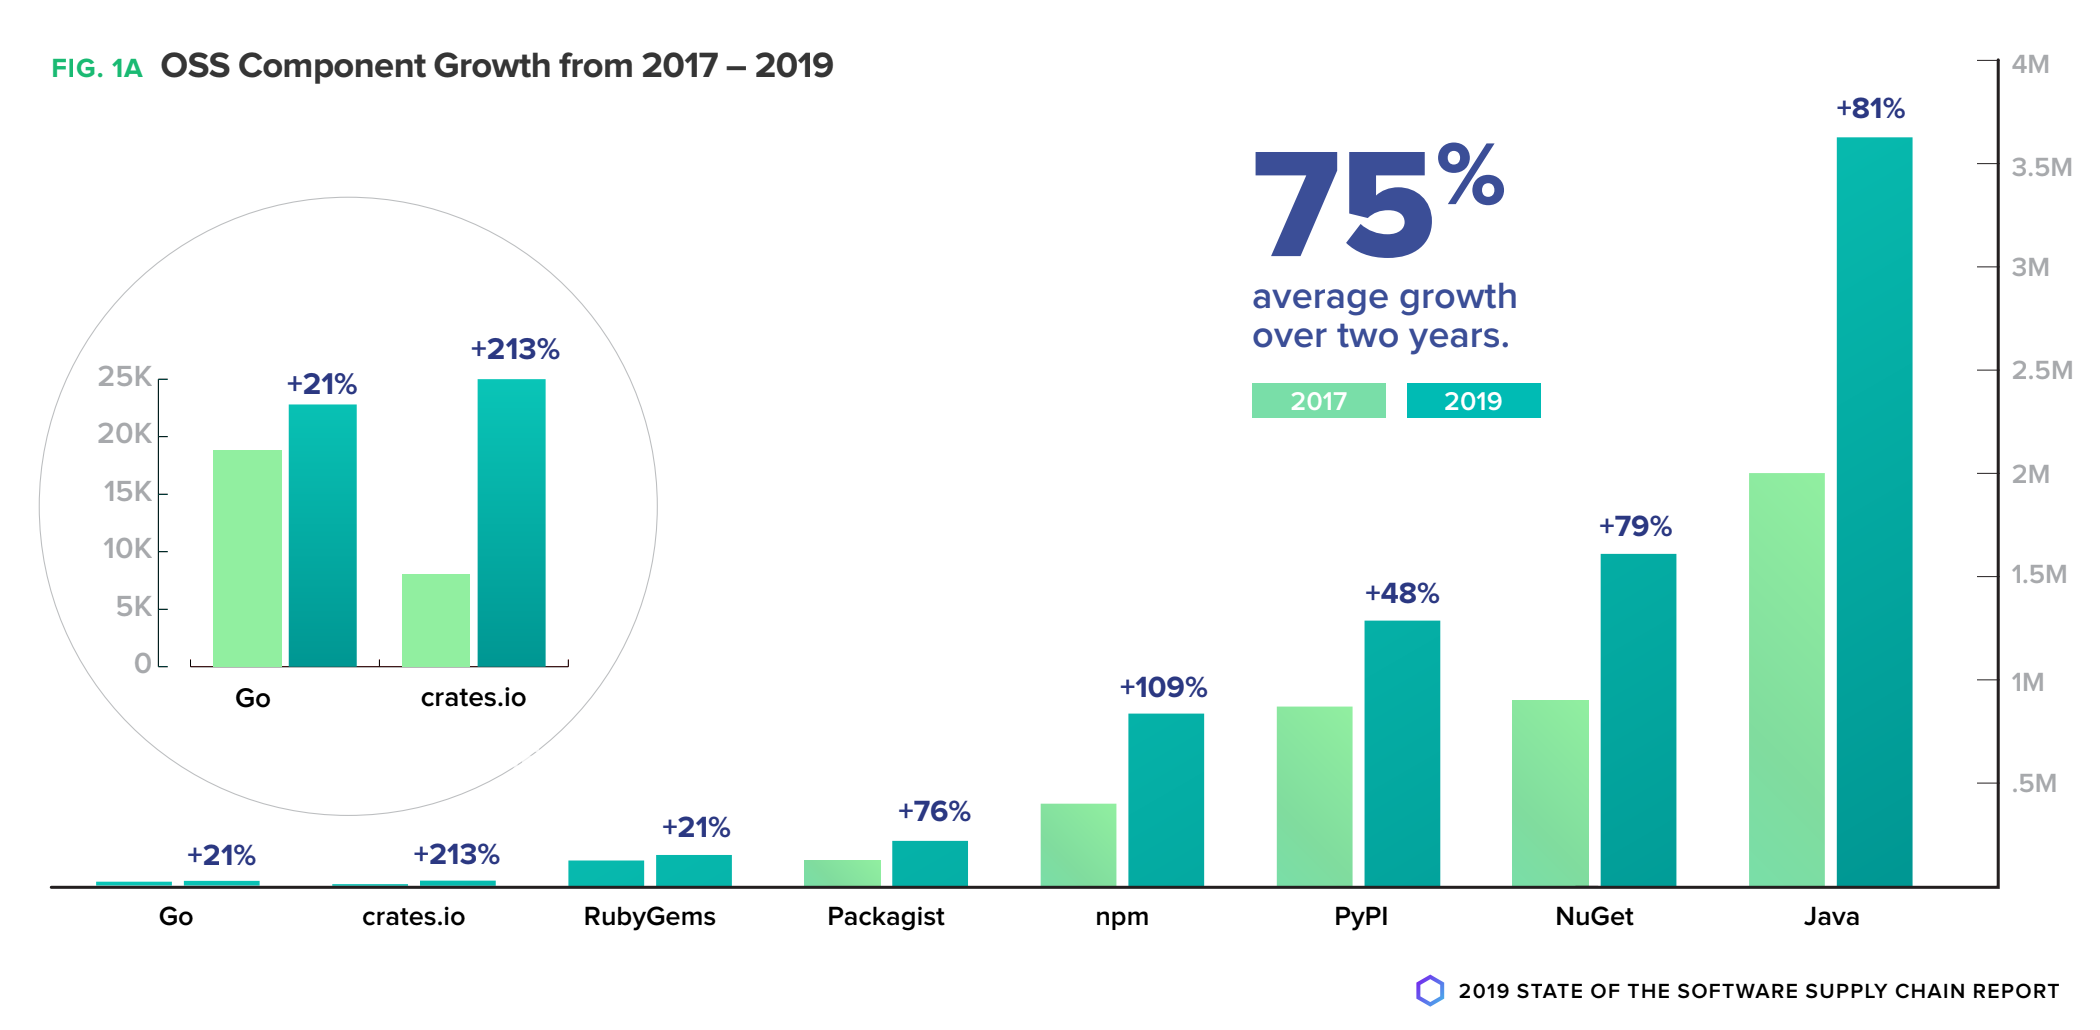 FIG. 1A OSS Component Growth from 2017 – 2019
4M
3.5M
3M
2.5M
2M
1.5M
1M
.5M
75%
average growth
over two years.
2017 2019
25K
20K
15K
10K
5K
0
+21% +213%
Go crates.io
+21% +213% +21% +76% +109% +48% +79% +81%
Go crates.io RubyGems Packagist npm PyPI NuGet Java
2019 STATE OF THE SOFTWARE SUPPLY CHAIN REPORT